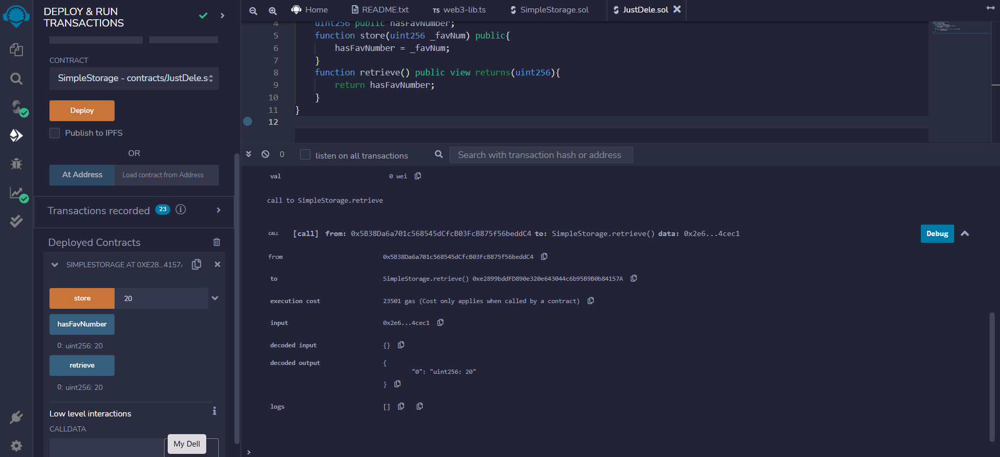 DEPLOY & RUN
TRANSACTIONS
CONTRACT
SimpleStorage - contracts/JustDele.s
Deploy
Publish to IPFS
OR
At Address Load contract from Address
Transactions recorded 23
Deployed Contracts
SIMPLESTORAGE AT 0XE28...4157
store 20
hasFavNumber
0: uint256: 20
retrieve
0: uint256: 20
Low level interactions
CALLDATA
My Dell
Home README.txt TS web3-lib.ts SimpleStorage.sol JustDele.sol
4 uint256 public hasFavNumber;
5 function store(uint256 _favNum) public{
6 hasFavNumber = _favNum;
7 }
8 function retrieve() public view returns(uint256){
9 return hasFavNumber;
10 }
11 }
12
0 listen on all transactions Search with transaction hash or address
val 0 wei
call to SimpleStorage.retrieve
CALL [call] from: 0x5B38Da6a701c568545dCfcB03FcB875f56beddC4 to: SimpleStorage.retrieve() data: 0x2e6...4cec1 Debug
from 0x5B38Da6a701c568545dCfcB03FcB875f56beddC4
to SimpleStorage.retrieve() 0xe2899bddFD890e320e643044c6b95B9B0b84157A
execution cost 23501 gas (Cost only applies when called by a contract)
input 0x2e6...4cec1
decoded input {}
decoded output {
"0": "uint256: 20"
}
logs []
>